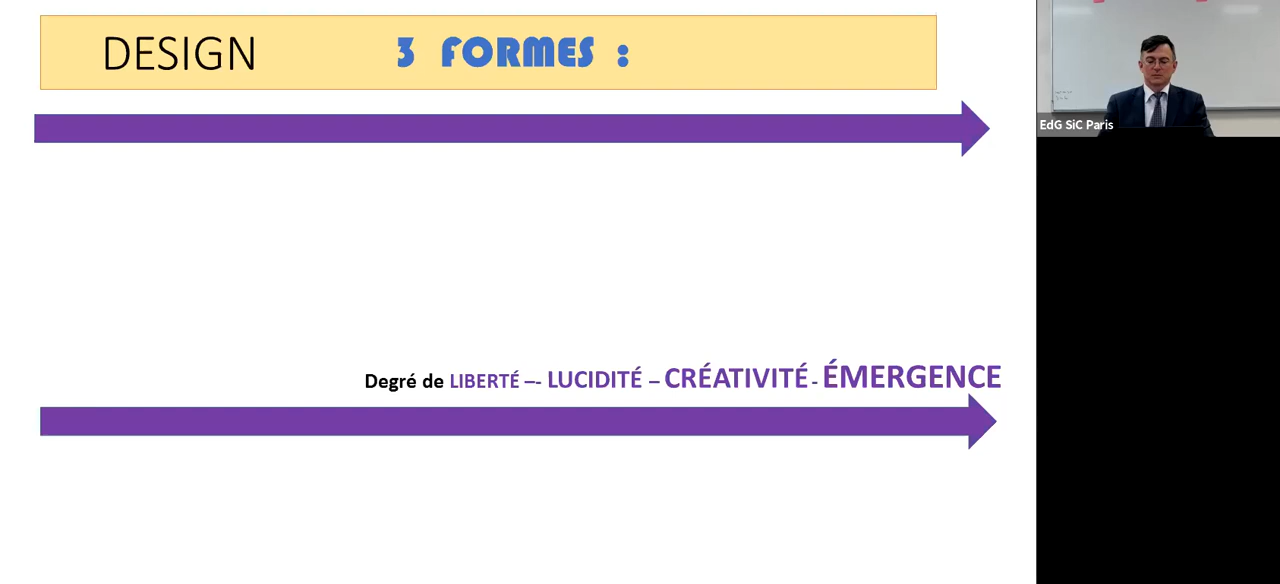 DESIGN 3 FORMES :
EdG SiC Paris
Degré de LIBERTÉ –- LUCIDITÉ – CRÉATIVITÉ - ÉMERGENCE